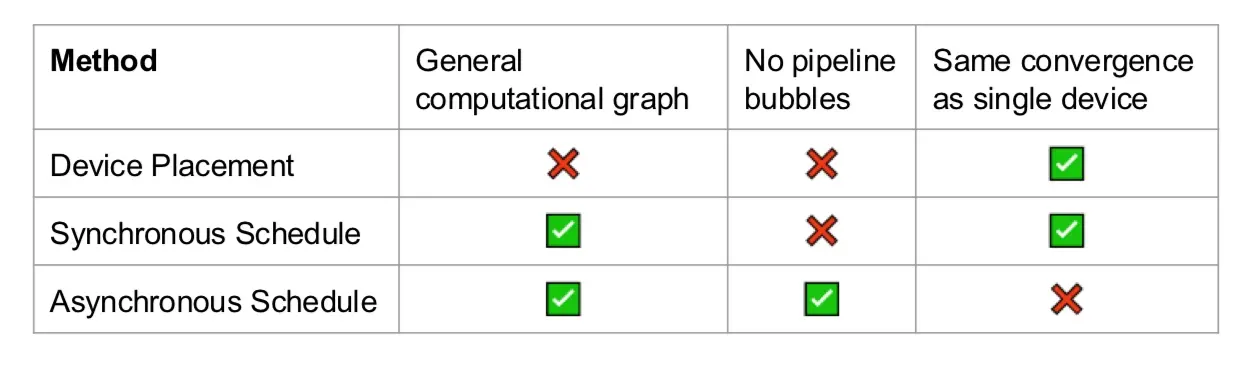 Method
General
computational graph
No pipeline
bubbles
Same convergence
as single device
Device Placement
Synchronous Schedule
Asynchronous Schedule